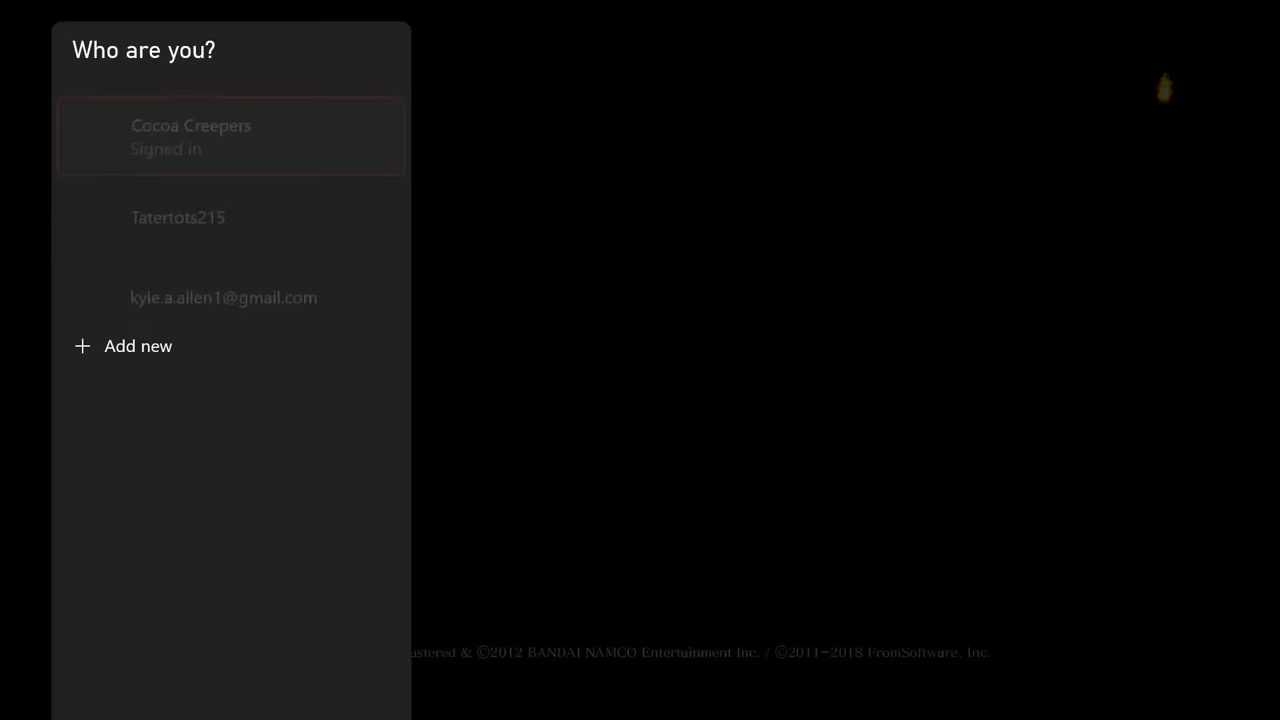 Who are you?
Cocoa Creepers
Signed in
Tatertots215
kyle.a.allen1@gmail.com
+ Add new
& ©2012 BANDAI NAMCO Entertainment Inc. / ©2011-2018 FromSoftware, Inc.